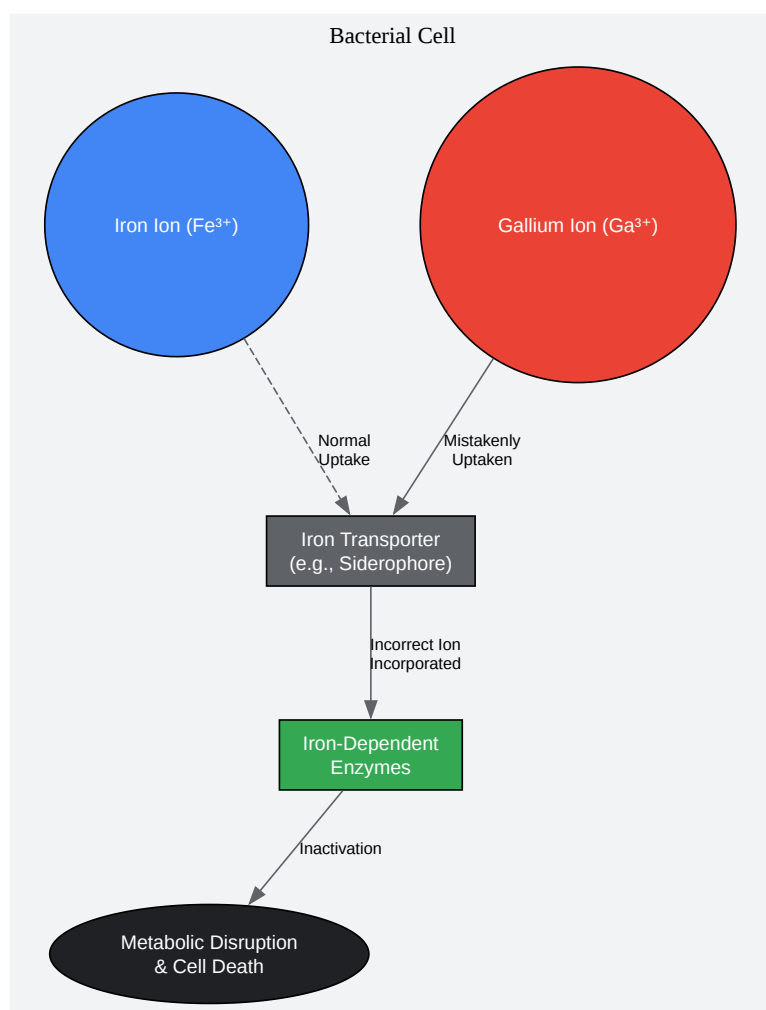 Bacterial Cell
Iron Ion (Fe³⁺)
Gallium Ion (Ga³⁺)
Normal
Uptake
Mistakenly
Uptaken
Iron Transporter
(e.g., Siderophore)
Incorrect Ion
Incorporated
Iron-Dependent
Enzymes
Inactivation
Metabolic Disruption
& Cell Death